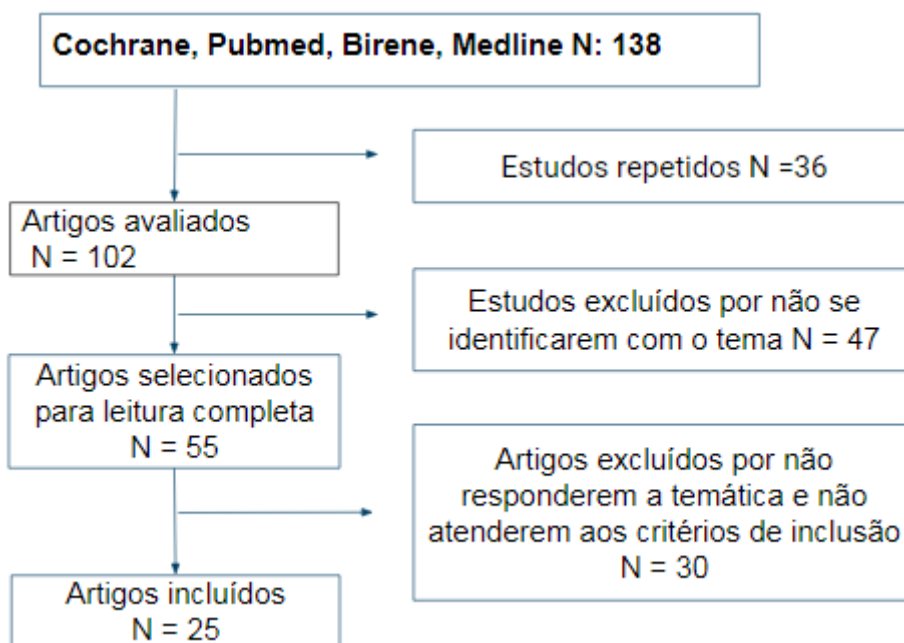 Cochrane, Pubmed, Birene, Medline N: 138
Estudos repetidos N =36
Artigos avaliados
N = 102
Estudos excluídos por não se
identificarem com o tema N = 47
Artigos selecionados
para leitura completa
N = 55
Artigos excluídos por não
responderem a temática e não
atenderem aos critérios de inclusão
N = 30
Artigos incluídos
N = 25